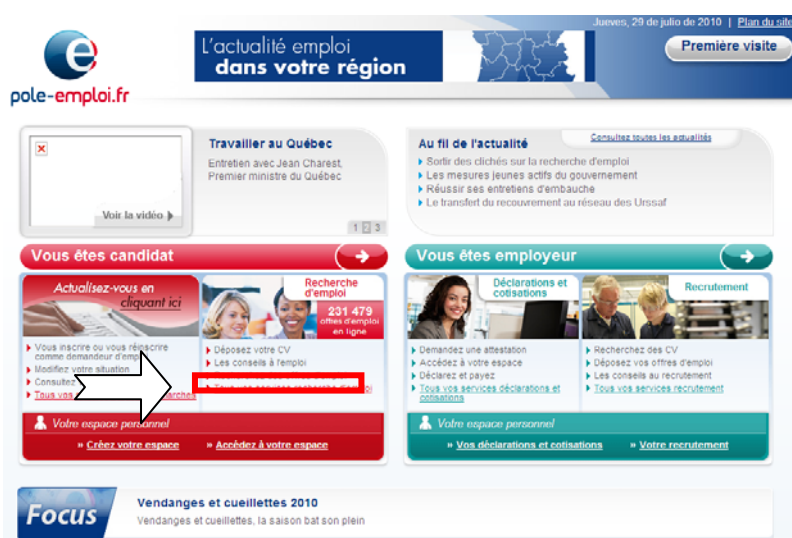 Jueves, 29 de julio de 2010 | Plan du site
L'actualité emploi
dans votre région
Première visite
pole-emploi.fr
Travailler au Québec
Entretien avec Jean Charest,
Premier ministre du Québec
Voir la vidéo
1 2 3
Au fil de l'actualité
Consultez toutes les actualités
Sortir des clichés sur la recherche d'emploi
Les mesures jeunes actifs du gouvernement
Réussir ses entretiens d'embauche
Le transfert du recouvrement au réseau des Urssaf
Vous êtes candidat
Actualisez-vous en
cliquant ici
Vous inscrire ou vous réinscrire
comme demandeur d'emploi
Modifiez votre situation
Consultez
Tous vos
Recherche
d'emploi
231 479
offres d'emploi
en ligne
Déposez votre CV
Les conseils à l'emploi
Tous vos services recherche d'emploi
Votre espace personnel
» Créez votre espace » Accédez à votre espace
Vous êtes employeur
Déclarations et
cotisations
Demandez une attestation
Accédez à votre espace
Déclarez et payez
Tous vos services déclarations et
cotisations
Recrutement
Recherchez des CV
Déposez vos offres d'emploi
Les conseils au recrutement
Tous vos services recrutement
Votre espace personnel
» Vos déclarations et cotisations » Votre recrutement
Focus
Vendanges et cueillettes 2010
Vendanges et cueillettes, la saison bat son plein